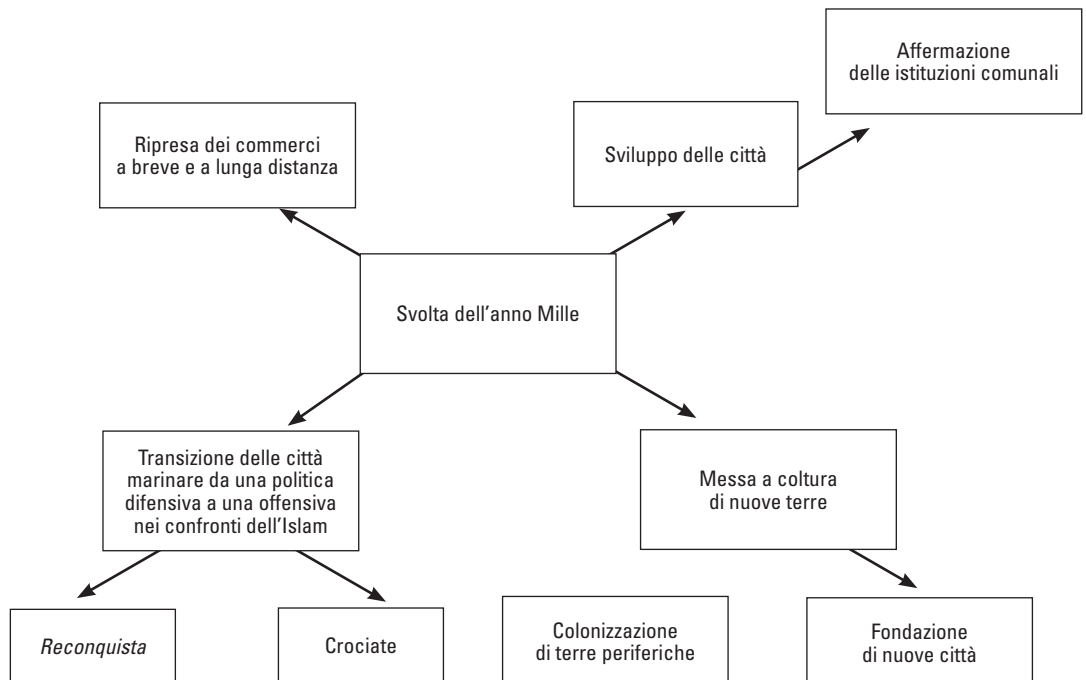 Affermazione
delle istituzioni comunali
Ripresa dei commerci
a breve e a lunga distanza
Sviluppo delle città
Svolta dell'anno Mille
Transizione delle città
marinare da una politica
difensiva a una offensiva
nei confronti dell'Islam
Messa a coltura
di nuove terre
Reconquista
Crociate
Colonizzazione
di terre periferiche
Fondazione
di nuove città